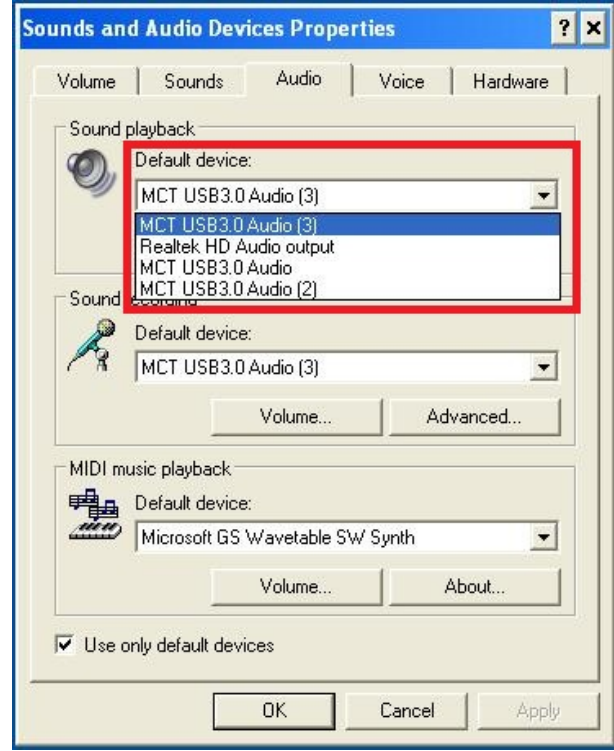 Sounds and Audio Devices Properties
Volume Sounds Audio Voice Hardware
Sound playback
Default device:
MCT USB3.0 Audio (3)
MCT USB3.0 Audio (3)
Realtek HD Audio output
MCT USB3.0 Audio
MCT USB3.0 Audio (2)
Sound recording
Default device:
MCT USB3.0 Audio (3)
Volume... Advanced...
MIDI music playback
Default device:
Microsoft GS Wavetable SW Synth
Volume... About...
Use only default devices
OK Cancel Apply